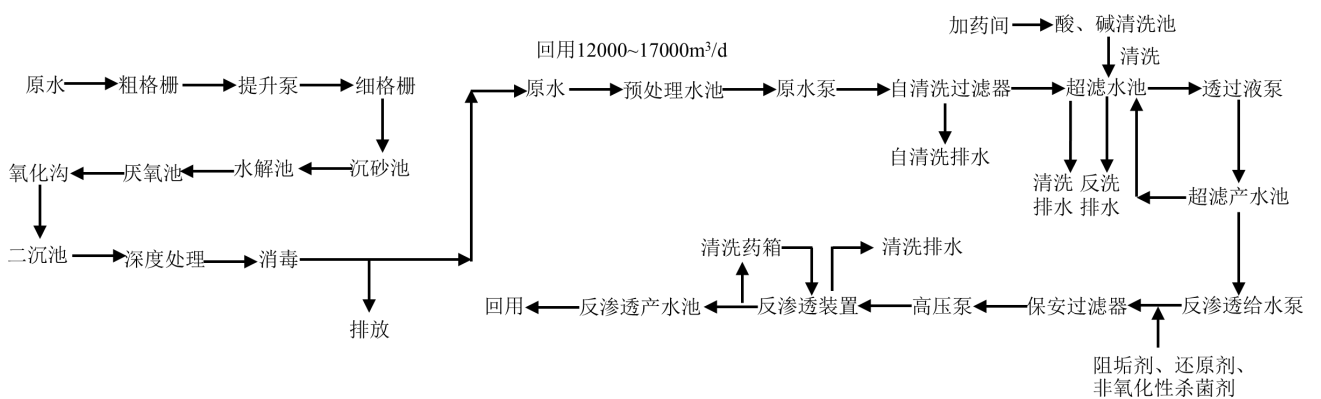 加药间 酸、碱清洗池
回用12000~17000m³/d
清洗
原水 粗格栅 提升泵 细格栅
原水 预处理水池 原水泵 自清洗过滤器 超滤水池 透过液泵
自清洗排水
氧化沟 厌氧池 水解池 沉砂池
清洗 反洗
排水 排水
超滤产水池
二沉池 深度处理 消毒
清洗药箱 清洗排水
回用 反渗透产水池 反渗透装置 高压泵 保安过滤器 反渗透给水泵
排放
阻垢剂、还原剂、
非氧化性杀菌剂